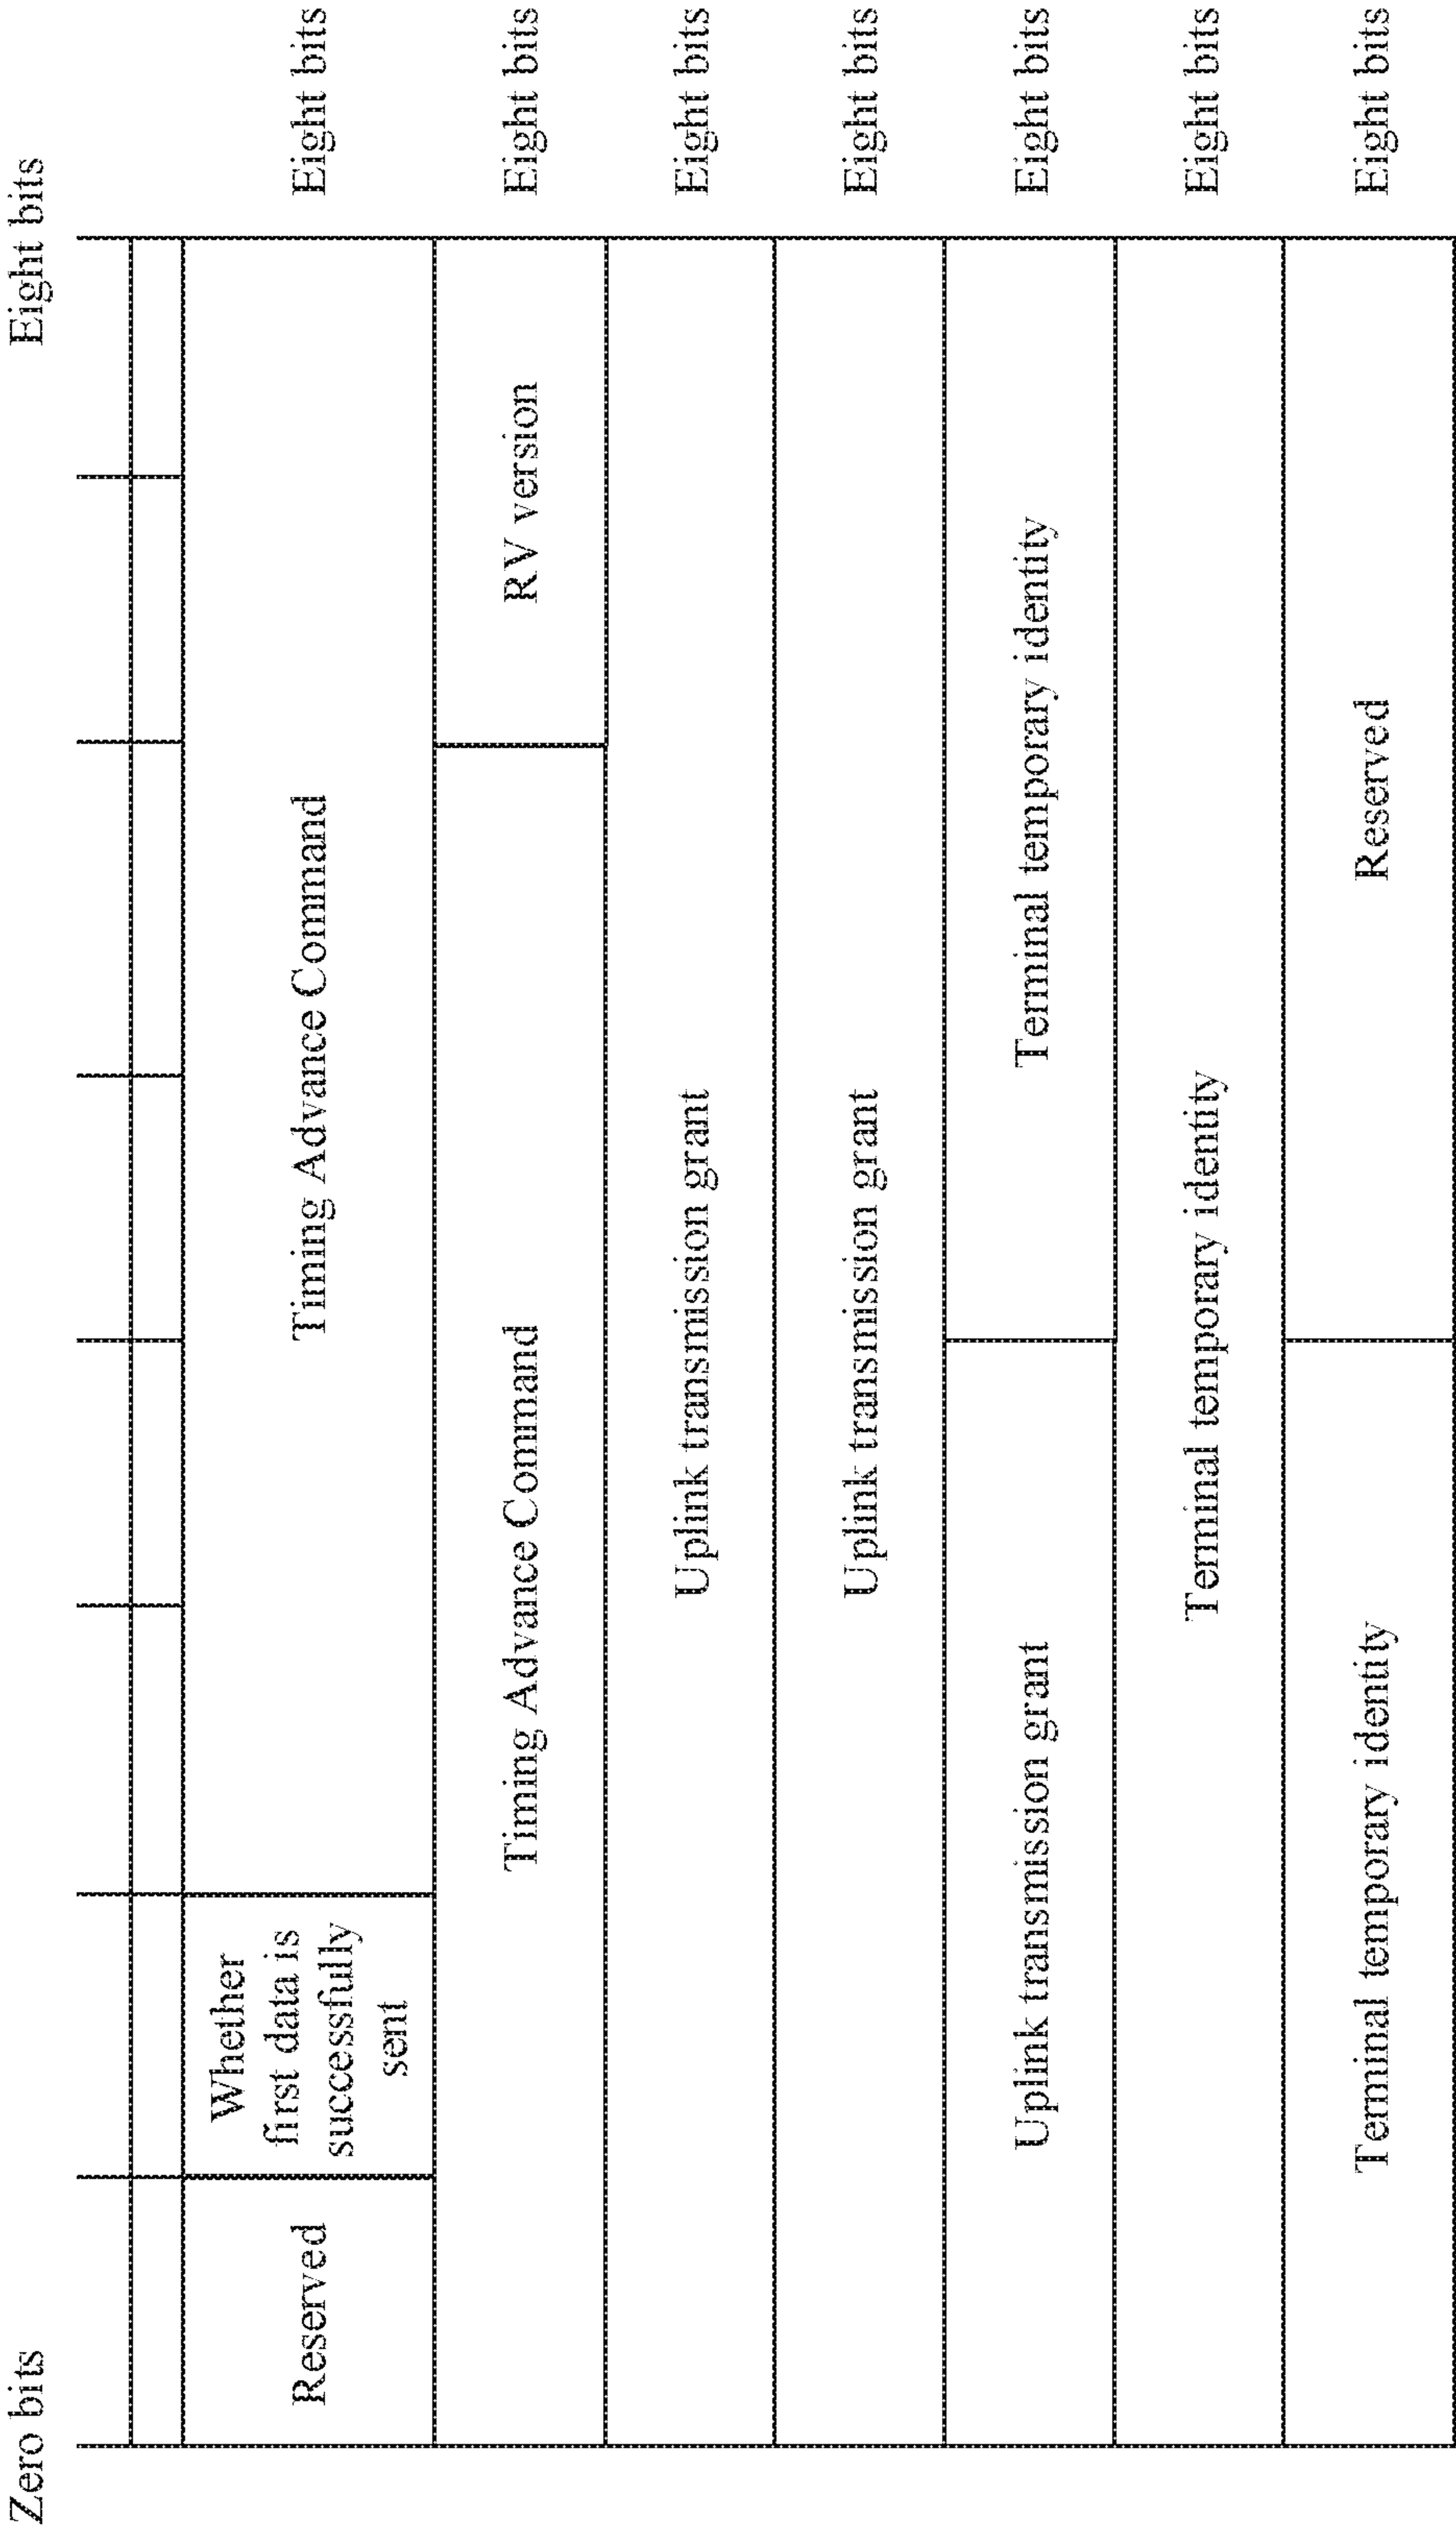 Zero bits
Eight bits
Reserved
Whether
first data is
successfully
sent
Timing Advance Command
Eight bits
Timing Advance Command
RV version
Eight bits
Uplink transmission grant
Eight bits
Uplink transmission grant
Eight bits
Uplink transmission grant
Terminal temporary identity
Eight bits
Terminal temporary identity
Eight bits
Terminal temporary identity
Reserved
Eight bits